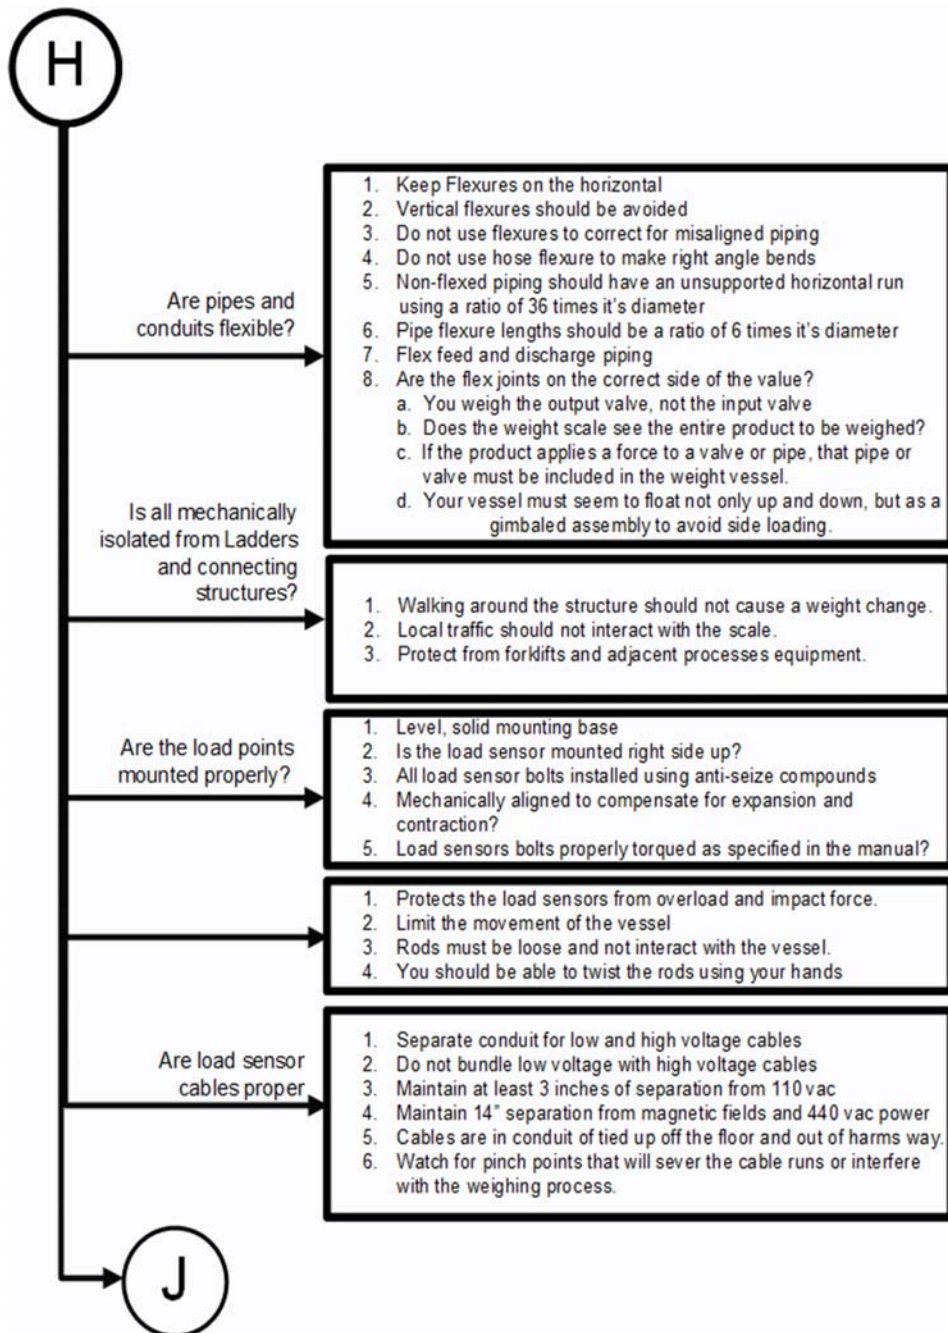 H
Are pipes and
conduits flexible?
1. Keep Flexures on the horizontal
2. Vertical flexures should be avoided
3. Do not use flexures to correct for misaligned piping
4. Do not use hose flexure to make right angle bends
5. Non-flexed piping should have an unsupported horizontal run
using a ratio of 36 times it's diameter
6. Pipe flexure lengths should be a ratio of 6 times it's diameter
7. Flex feed and discharge piping
8. Are the flex joints on the correct side of the value?
a. You weigh the output valve, not the input valve
b. Does the weight scale see the entire product to be weighed?
c. If the product applies a force to a valve or pipe, that pipe or
valve must be included in the weight vessel.
d. Your vessel must seem to float not only up and down, but as a
gimbaled assembly to avoid side loading.
Is all mechanically
isolated from Ladders
and connecting
structures?
1. Walking around the structure should not cause a weight change.
2. Local traffic should not interact with the scale.
3. Protect from forklifts and adjacent processes equipment.
Are the load points
mounted properly?
1. Level, solid mounting base
2. Is the load sensor mounted right side up?
3. All load sensor bolts installed using anti-seize compounds
4. Mechanically aligned to compensate for expansion and
contraction?
5. Load sensors bolts properly torqued as specified in the manual?
1. Protects the load sensors from overload and impact force.
2. Limit the movement of the vessel
3. Rods must be loose and not interact with the vessel.
4. You should be able to twist the rods using your hands
Are load sensor
cables proper
1. Separate conduit for low and high voltage cables
2. Do not bundle low voltage with high voltage cables
3. Maintain at least 3 inches of separation from 110 vac
4. Maintain 14" separation from magnetic fields and 440 vac power
5. Cables are in conduit of tied up off the floor and out of harms way.
6. Watch for pinch points that will sever the cable runs or interfere
with the weighing process.
J